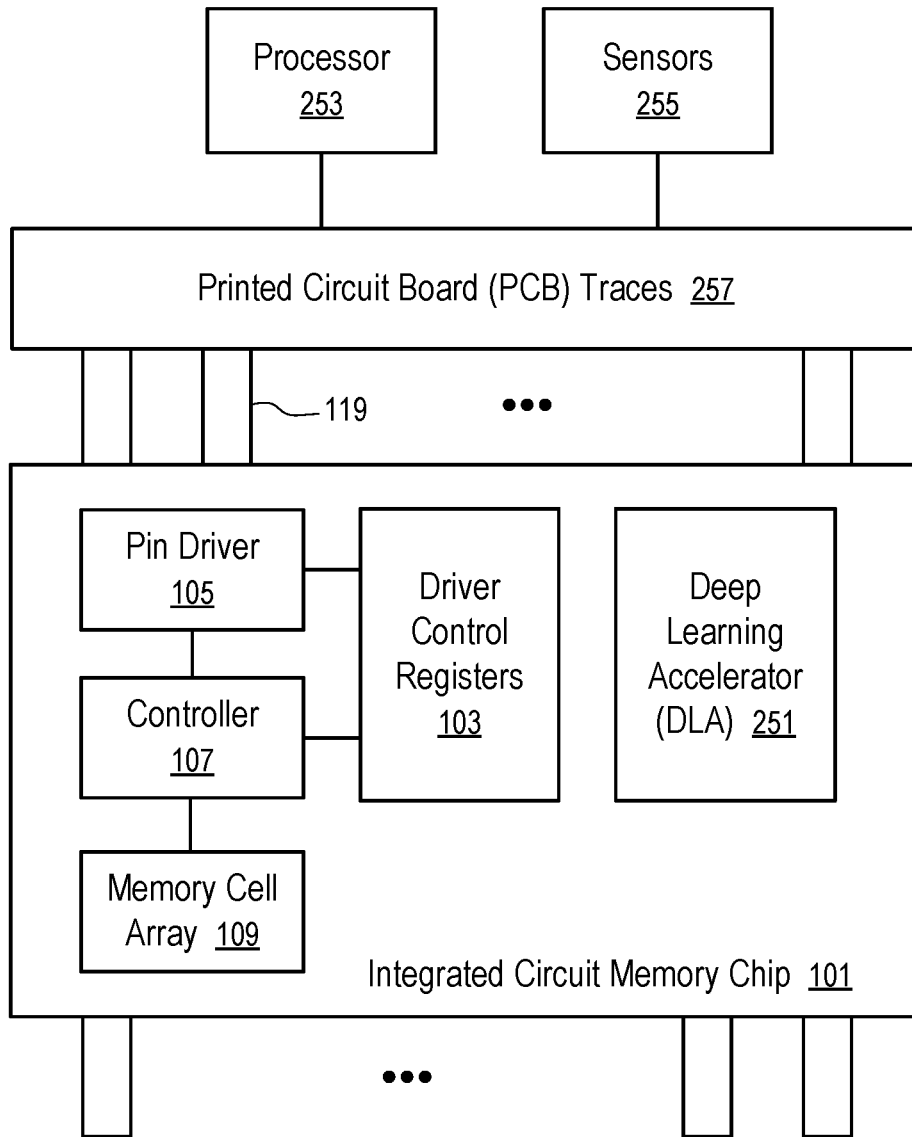 Processor
253
Sensors
255
Printed Circuit Board (PCB) Traces 257
119
Pin Driver
105
Driver
Control
Registers
103
Deep
Learning
Accelerator
(DLA) 251
Controller
107
Memory Cell
Array 109
Integrated Circuit Memory Chip 101